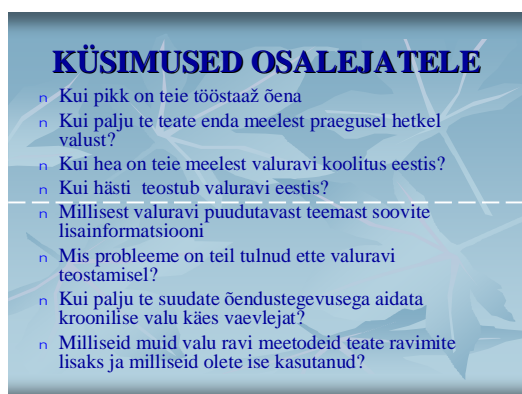 KÜSIMUSED OSALEJATELE
n Kui pikk on teie tööstaaž õena
n Kui palju te teate enda meelest praegusel hetkel
valust?
n Kui hea on teie meelest valuravi koolitus eestis?
n Kui hästi teostub valuravi eestis?
n Millisest valuravi puudutavast teemast soovite
lisainformatsiooni
n Mis probleeme on teil tulnud ette valuravi
teostamisel?
n Kui palju te suudate õendustegevusega aidata
kroonilise valu käes vaevlejat?
n Milliseid muid valu ravi meetodeid teate ravimite
lisaks ja milliseid olete ise kasutanud?